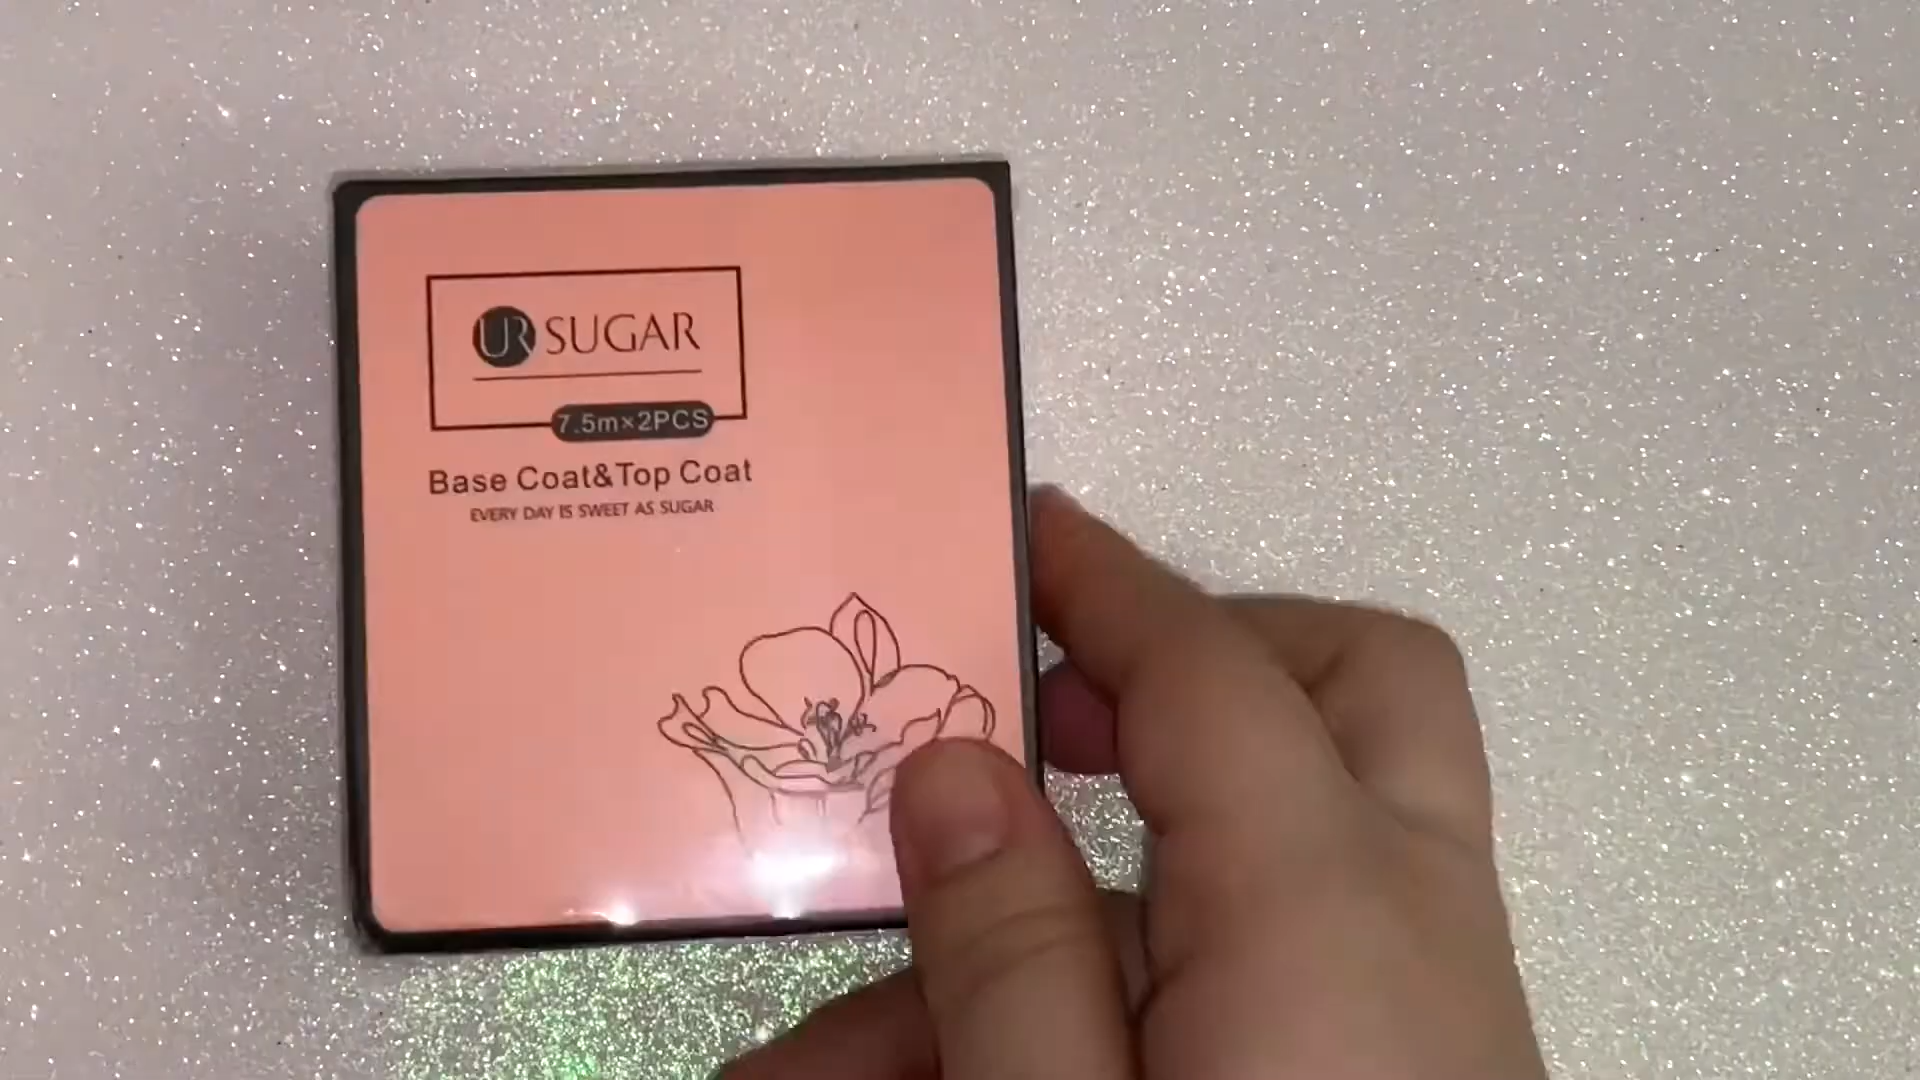 UR SUGAR
7.5m×2PCS
Base Coat&Top Coat
EVERY DAY IS SWEET AS SUGAR